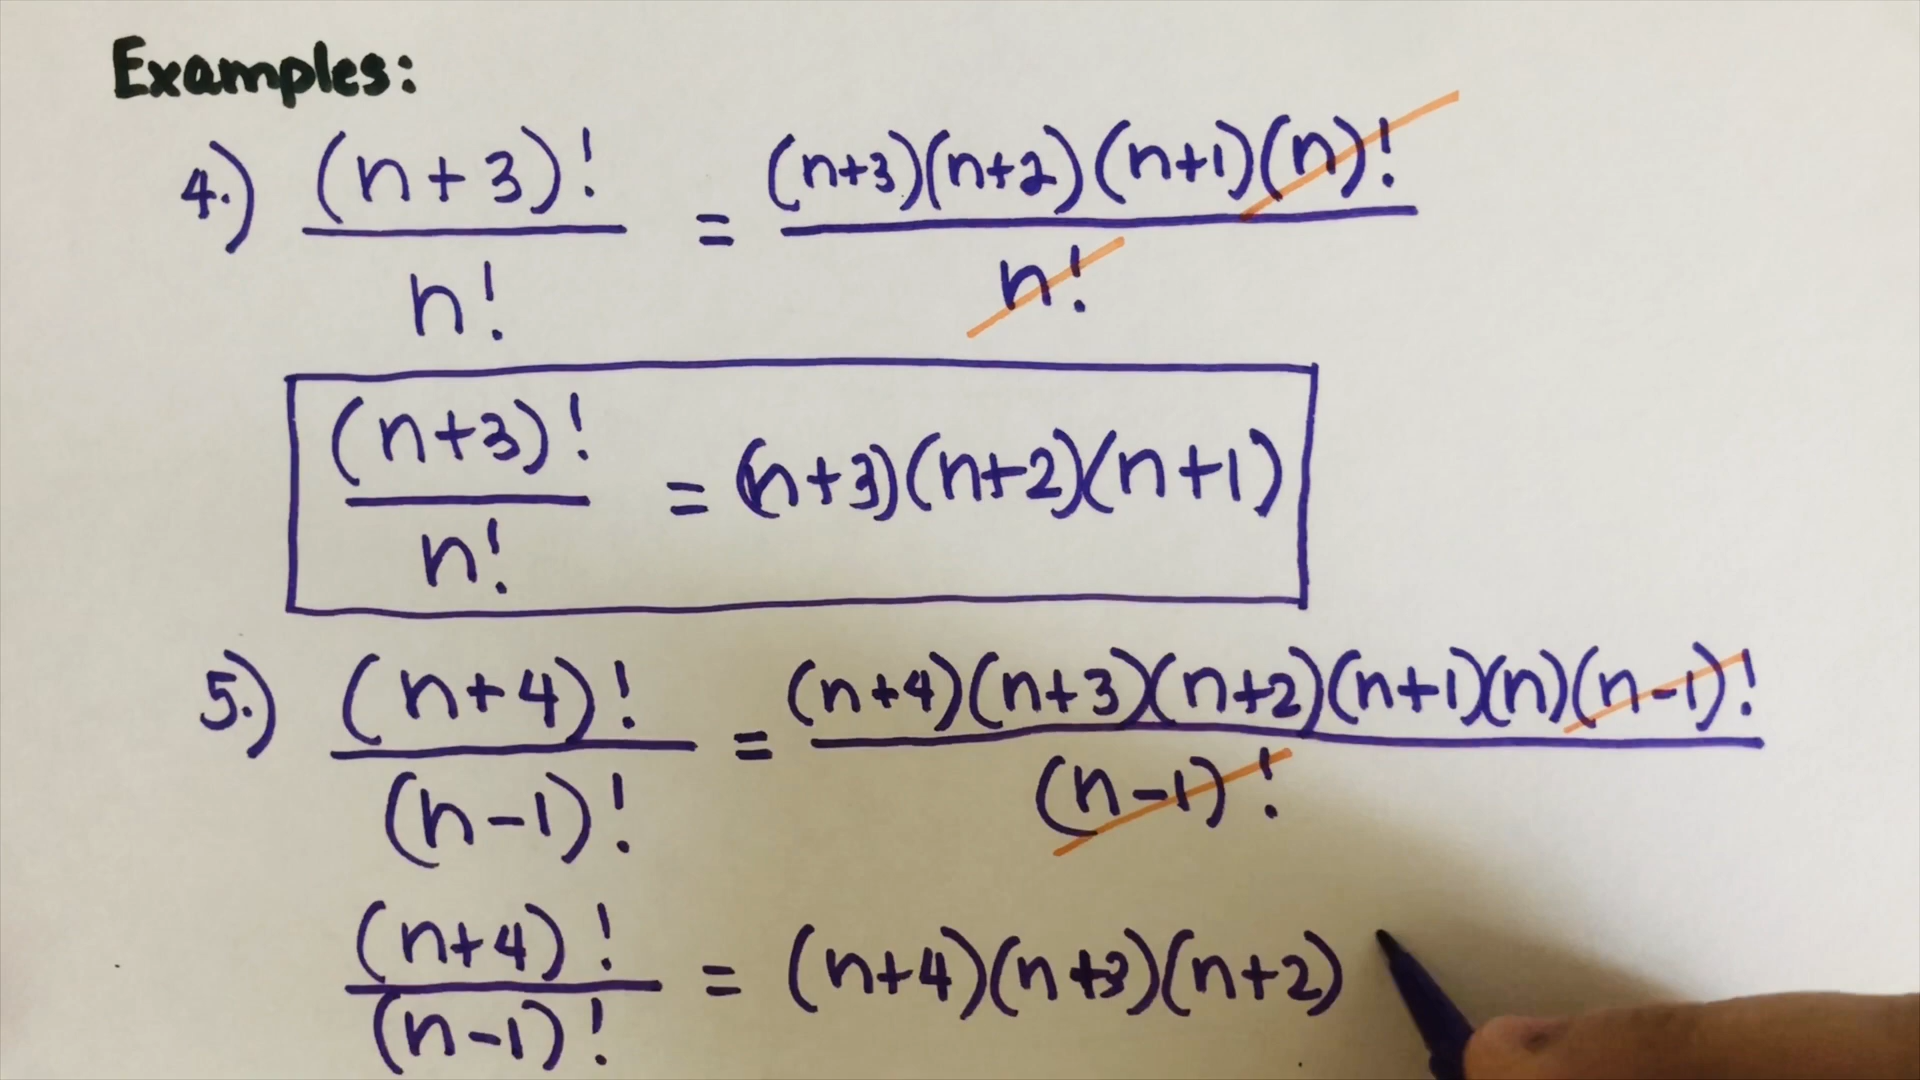 Examples:
4.) (n+3)! / n! = (n+3)(n+2)(n+1)(n)! / n!
(n+3)! / n! = (n+3)(n+2)(n+1)
5.) (n+4)! / (n-1)! = (n+4)(n+3)(n+2)(n+1)(n)(n-1)! / (n-1)!
(n+4)! / (n-1)! = (n+4)(n+3)(n+2)